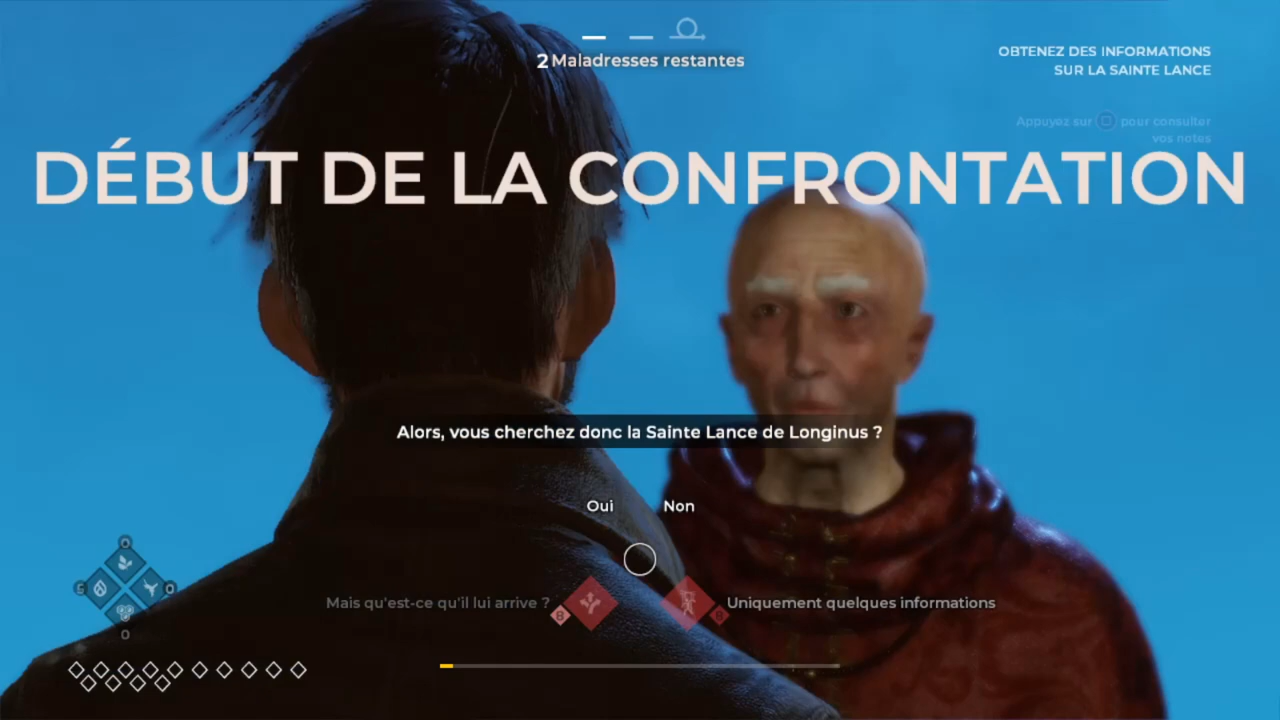 2 Maladresses restantes
OBTENEZ DES INFORMATIONS
SUR LA SAINTE LANCE
Appuyez sur pour consulter
vos notes
DÉBUT DE LA CONFRONTATION
Alors, vous cherchez donc la Sainte Lance de Longinus ?
Oui
Non
Mais qu'est-ce qu'il lui arrive ?
8
8
Uniquement quelques informations